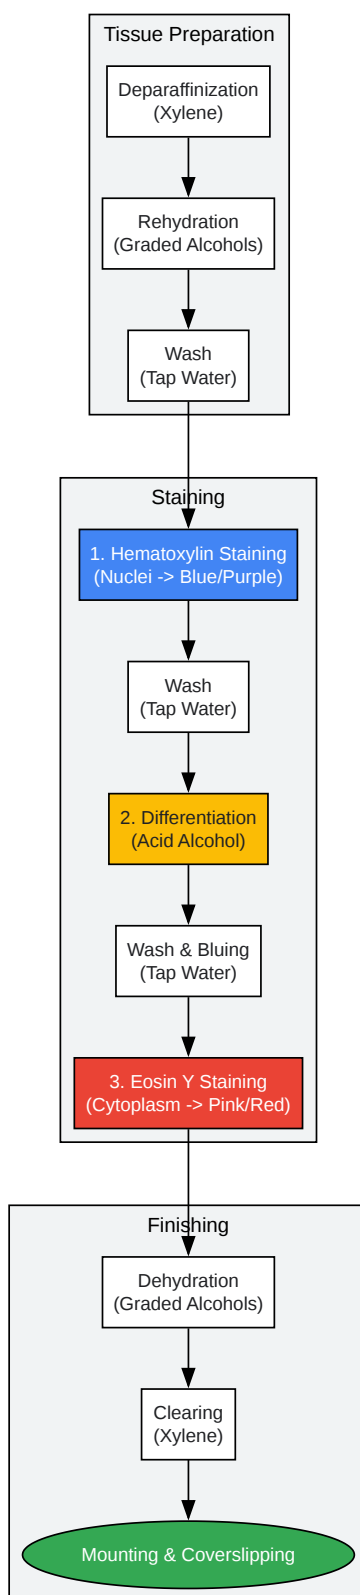 Tissue Preparation
Deparaffinization
(Xylene)
Rehydration
(Graded Alcohols)
Wash
(Tap Water)
Staining
1. Hematoxylin Staining
(Nuclei -> Blue/Purple)
Wash
(Tap Water)
2. Differentiation
(Acid Alcohol)
Wash & Bluing
(Tap Water)
3. Eosin Y Staining
(Cytoplasm -> Pink/Red)
Finishing
Dehydration
(Graded Alcohols)
Clearing
(Xylene)
Mounting & Coverslipping